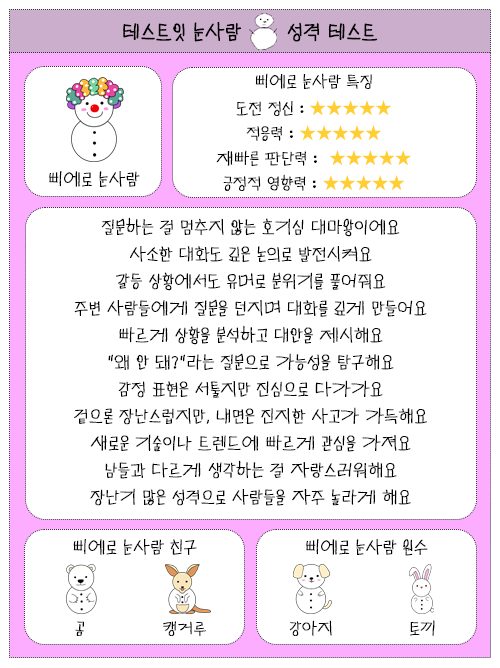 테스트잇 눈사람 성격 테스트
삐에로 눈사람
삐에로 눈사람 특징
도전 정신 : ★★★★★
적응력 : ★★★★★
재빠른 판단력 : ★★★★★
긍정적 영향력 : ★★★★★
질문하는 걸 멈추지 않는 호기심 대마왕이에요
사소한 대화도 깊은 논의로 발전시켜요
갈등 상황에서도 유머로 분위기를 풀어줘요
주변 사람들에게 질문을 던지며 대화를 깊게 만들어요
빠르게 상황을 분석하고 대안을 제시해요
"왜 안 돼?"라는 질문으로 가능성을 탐구해요
감정 표현은 서툴지만 진심으로 다가가요
겉으론 장난스럽지만, 내면은 진지한 사고가 가득해요
새로운 기술이나 트렌드에 빠르게 관심을 가져요
남들과 다르게 생각하는 걸 자랑스러워해요
장난기 많은 성격으로 사람들을 자주 놀라게 해요
삐에로 눈사람 친구
곰
캥거루
삐에로 눈사람 원수
강아지
토끼